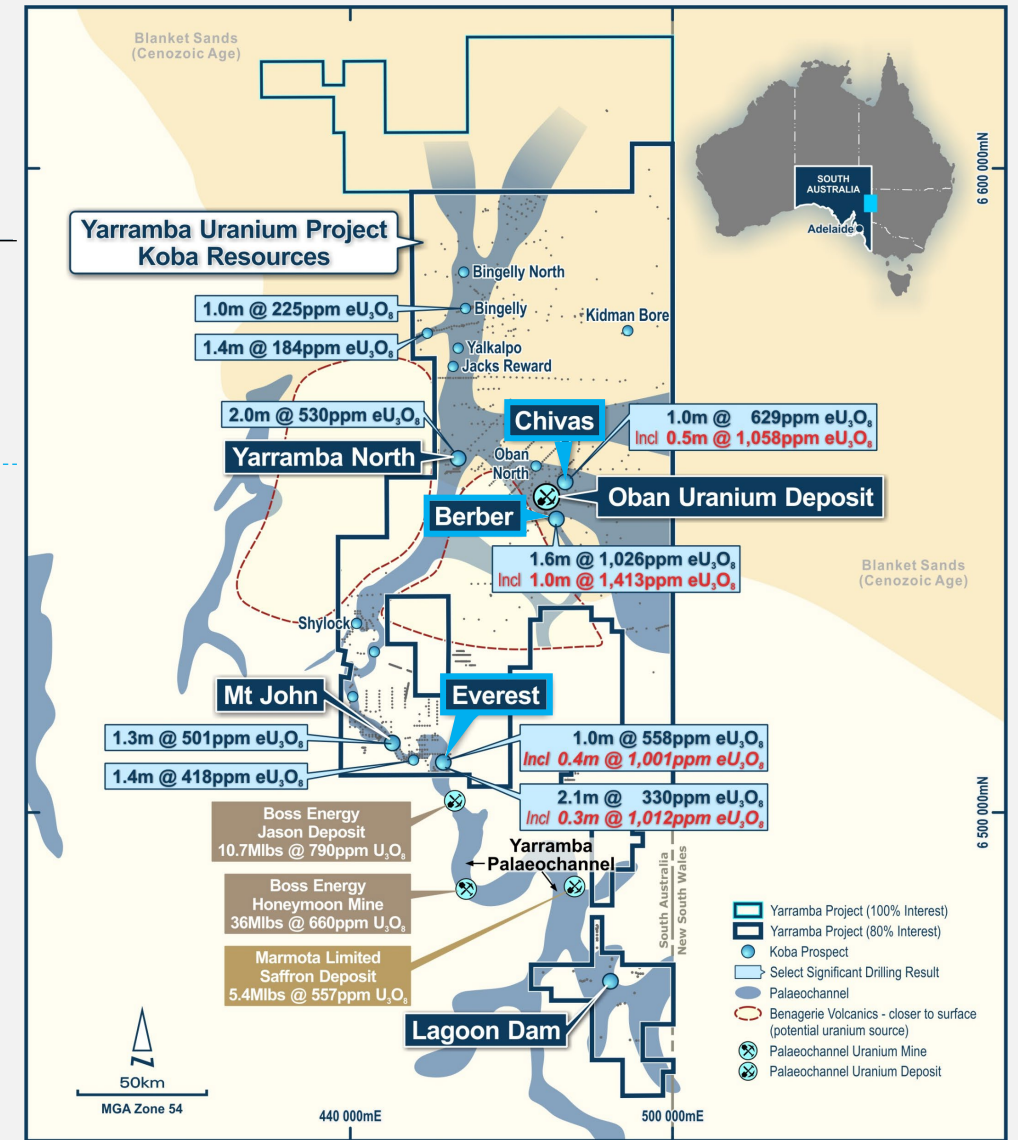 Blanket Sands
(Cenozoic Age)
SOUTH
AUSTRALIA
Adelaide
6 600 000mN
Yarramba Uranium Project
Koba Resources
Bingelly North
1.0m @ 225ppm eU₃O₈
Bingelly
Kidman Bore
1.4m @ 184ppm eU₃O₈
Yalkalpo
Jacks Reward
2.0m @ 530ppm eU₃O₈
Chivas
1.0m @ 629ppm eU₃O₈
Incl 0.5m @ 1,058ppm eU₃O₈
Yarramba North
Oban
North
Oban Uranium Deposit
Berber
1.6m @ 1,026ppm eU₃O₈
Incl 1.0m @ 1,413ppm eU₃O₈
Blanket Sands
(Cenozoic Age)
Shylock
Mt John
Everest
1.3m @ 501ppm eU₃O₈
1.0m @ 558ppm eU₃O₈
Incl 0.4m @ 1,001ppm eU₃O₈
1.4m @ 418ppm eU₃O₈
2.1m @ 330ppm eU₃O₈
Incl 0.3m @ 1,012ppm eU₃O₈
6 500 000mN
Boss Energy
Jason Deposit
10.7Mlbs @ 790ppm U₃O₈
Yarramba
Palaeochannel
Boss Energy
Honeymoon Mine
36Mlbs @ 660ppm U₃O₈
Marmota Limited
Saffron Deposit
5.4Mlbs @ 557ppm U₃O₈
South Australia
New South Wales
Lagoon Dam
Yarramba Project (100% Interest)
Yarramba Project (80% Interest)
Koba Prospect
Select Significant Drilling Result
Palaeochannel
Benagerie Volcanics - closer to surface
(potential uranium source)
Palaeochannel Uranium Mine
Palaeochannel Uranium Deposit
N
50km
MGA Zone 54
440 000mE
500 000mE